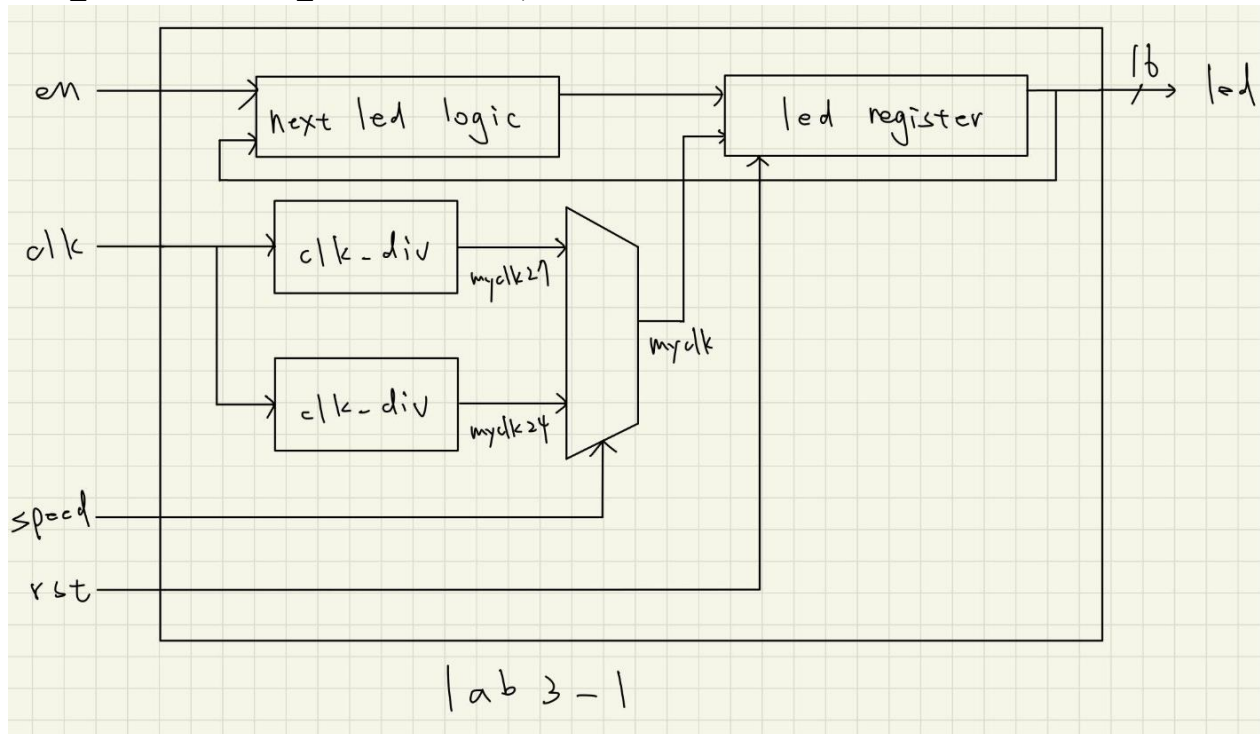 en
next led logic
led register
16
led
clk
clk_div
myclk27
myclk
clk_div
myclk24
speed
rst
lab 3-1